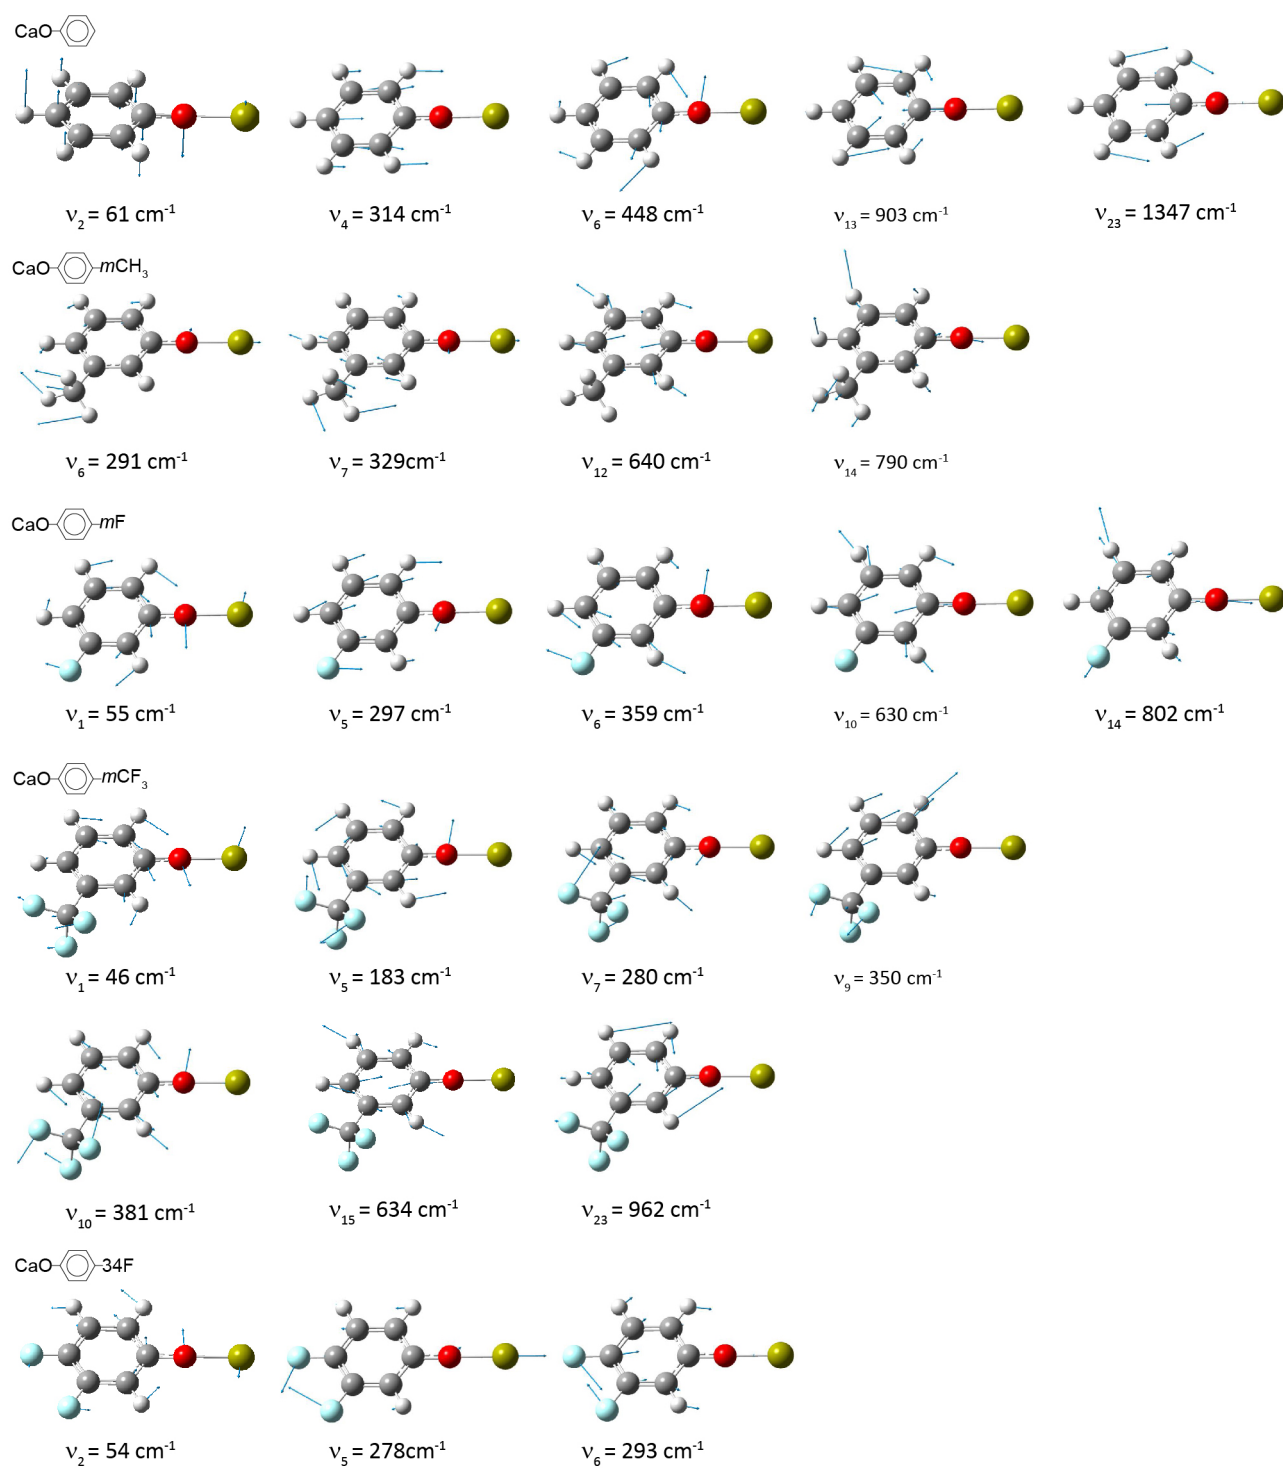 CaO
ν2 = 61 cm-1 ν4 = 314 cm-1 ν6 = 448 cm-1 ν13 = 903 cm-1 ν23 = 1347 cm-1
CaO mCH3
ν6 = 291 cm-1 ν7 = 329cm-1 ν12 = 640 cm-1 ν14 = 790 cm-1
CaO mF
ν1 = 55 cm-1 ν5 = 297 cm-1 ν6 = 359 cm-1 ν10 = 630 cm-1 ν14 = 802 cm-1
CaO mCF3
ν1 = 46 cm-1 ν5 = 183 cm-1 ν7 = 280 cm-1 ν9 = 350 cm-1
ν10 = 381 cm-1 ν15 = 634 cm-1 ν23 = 962 cm-1
CaO 34F
ν2 = 54 cm-1 ν5 = 278cm-1 ν6 = 293 cm-1